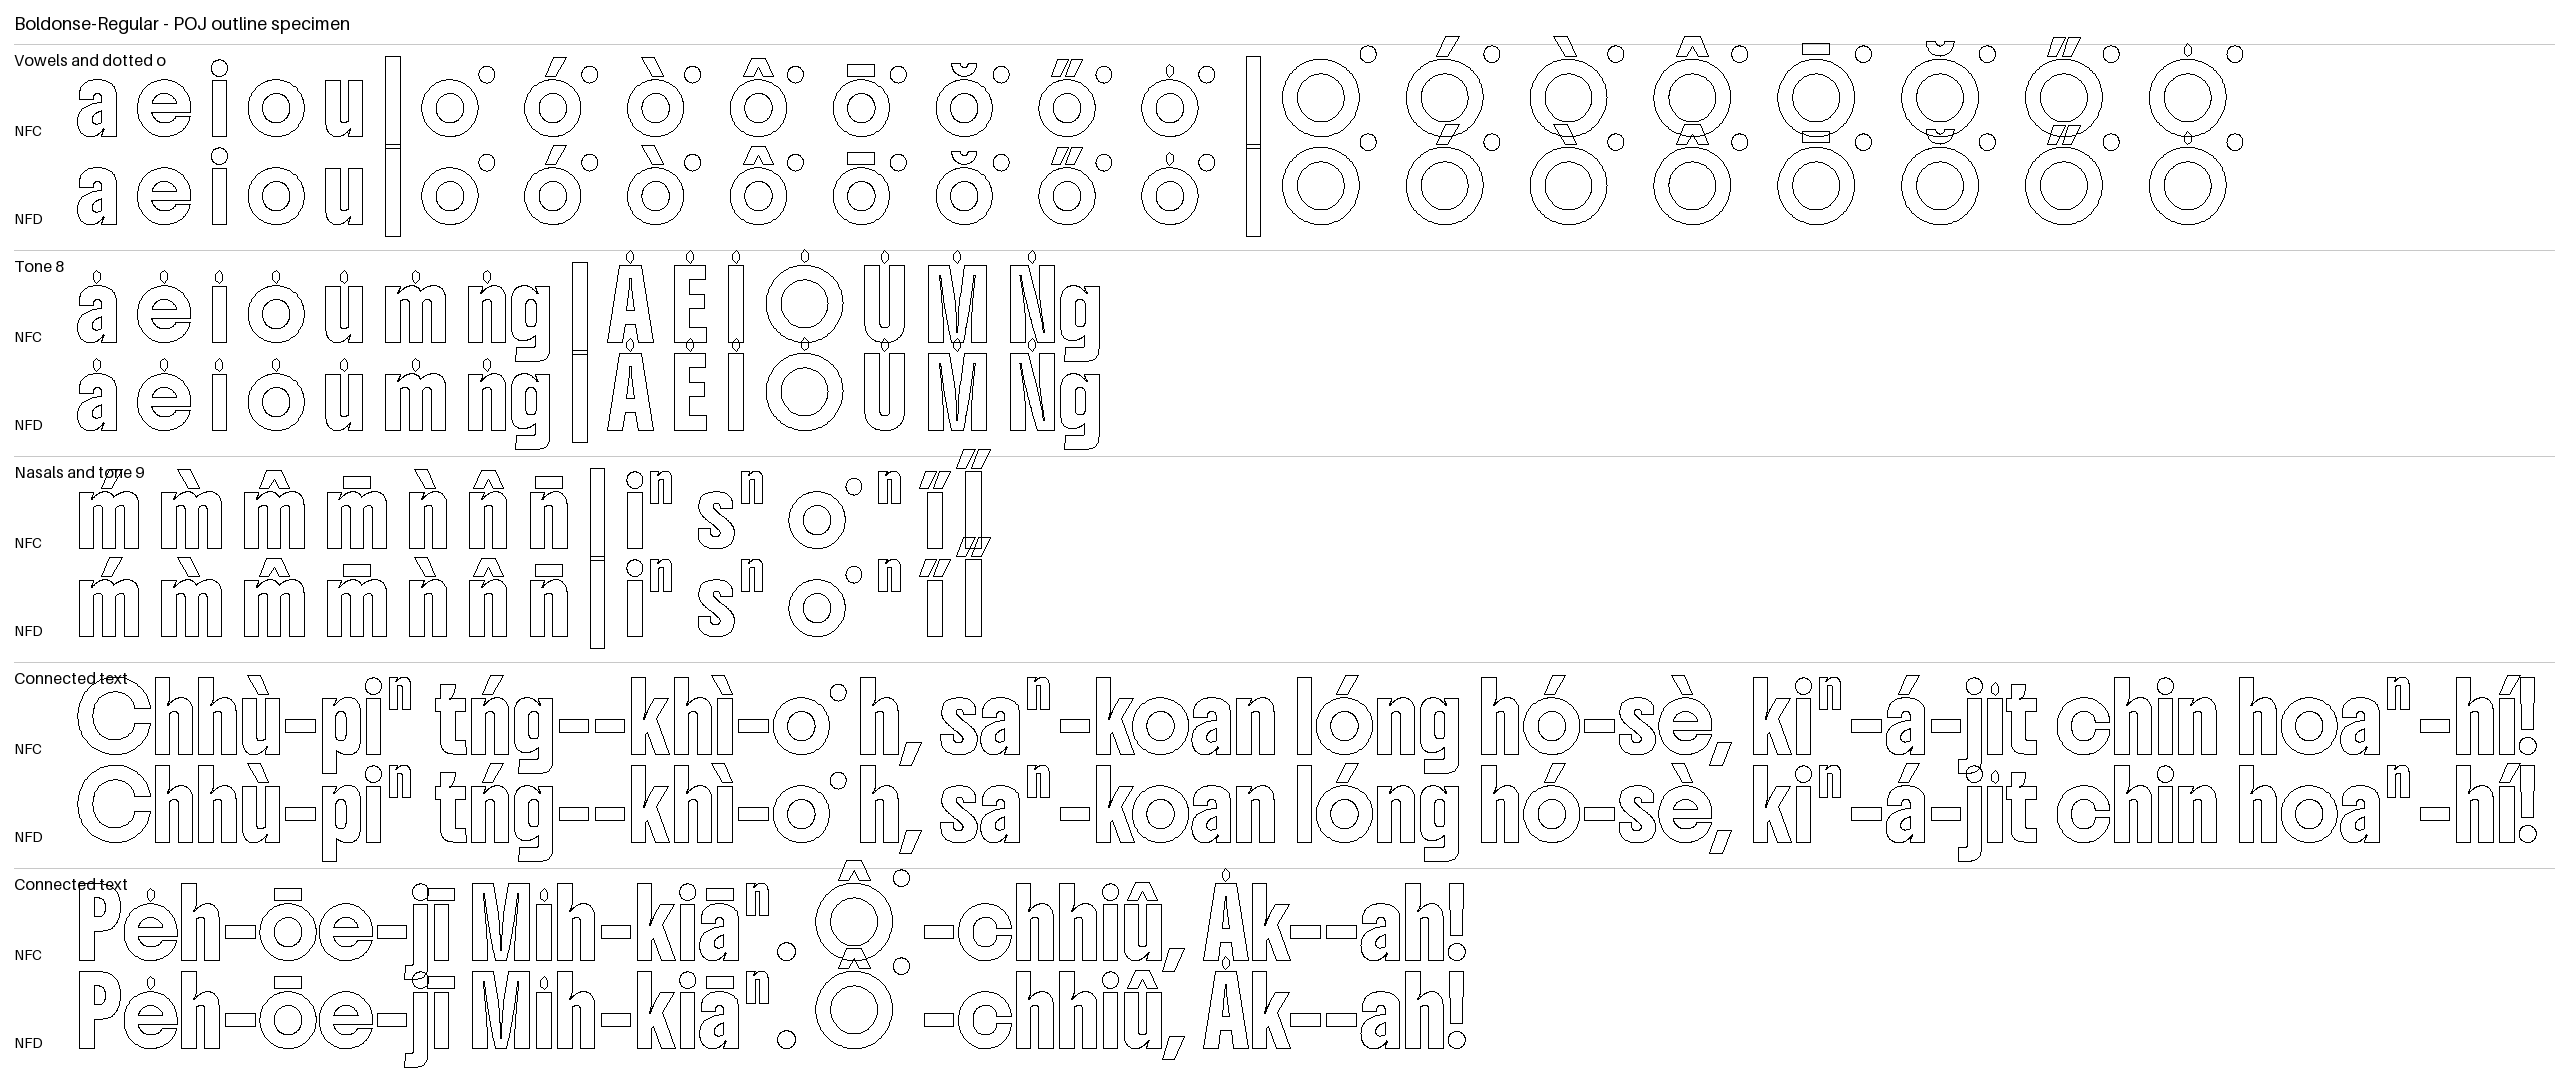 Boldonse-Regular - POJ outline specimen
Vowels and dotted o
NFC a e i o u | o͘ ó͘ ò͘ ô͘ ō͘ ŏ͘ ő͘ o̍͘ | O͘ Ó͘ Ò͘ Ô͘ Ō͘ Ŏ͘ Ő͘ O̍͘
NFD a e i o u | o͘ ó͘ ò͘ ô͘ ō͘ ŏ͘ ő͘ o̍͘ | O͘ Ó͘ Ò͘ Ô͘ Ō͘ Ŏ͘ Ő͘ O̍͘
Tone 8
NFC a̍ e̍ i̍ o̍ u̍ m̍ n̍g | A̍ E̍ I̍ O̍ U̍ M̍ N̍g
NFD a̍ e̍ i̍ o̍ u̍ m̍ n̍g | A̍ E̍ I̍ O̍ U̍ M̍ N̍g
Nasals and tone 9
NFC ḿ m̀ m̂ m̄ ǹ n̂ n̄ | iⁿ sⁿ o͘ⁿ i̋ I̋
NFD ḿ m̀ m̂ m̄ ǹ n̂ n̄ | iⁿ sⁿ o͘ⁿ i̋ I̋
Connected text
NFC Chhù-piⁿ tńg--khì-o͘h, saⁿ-koan lóng hó-sè, kiⁿ-á-ji̍t chin hoaⁿ-hí!
NFD Chhù-piⁿ tńg--khì-o͘h, saⁿ-koan lóng hó-sè, kiⁿ-á-ji̍t chin hoaⁿ-hí!
Connected text
NFC Pe̍h-ōe-jī Mi̍h-kiāⁿ. Ô͘-chhiû, A̍k--ah!
NFD Pe̍h-ōe-jī Mi̍h-kiāⁿ. Ô͘-chhiû, A̍k--ah!